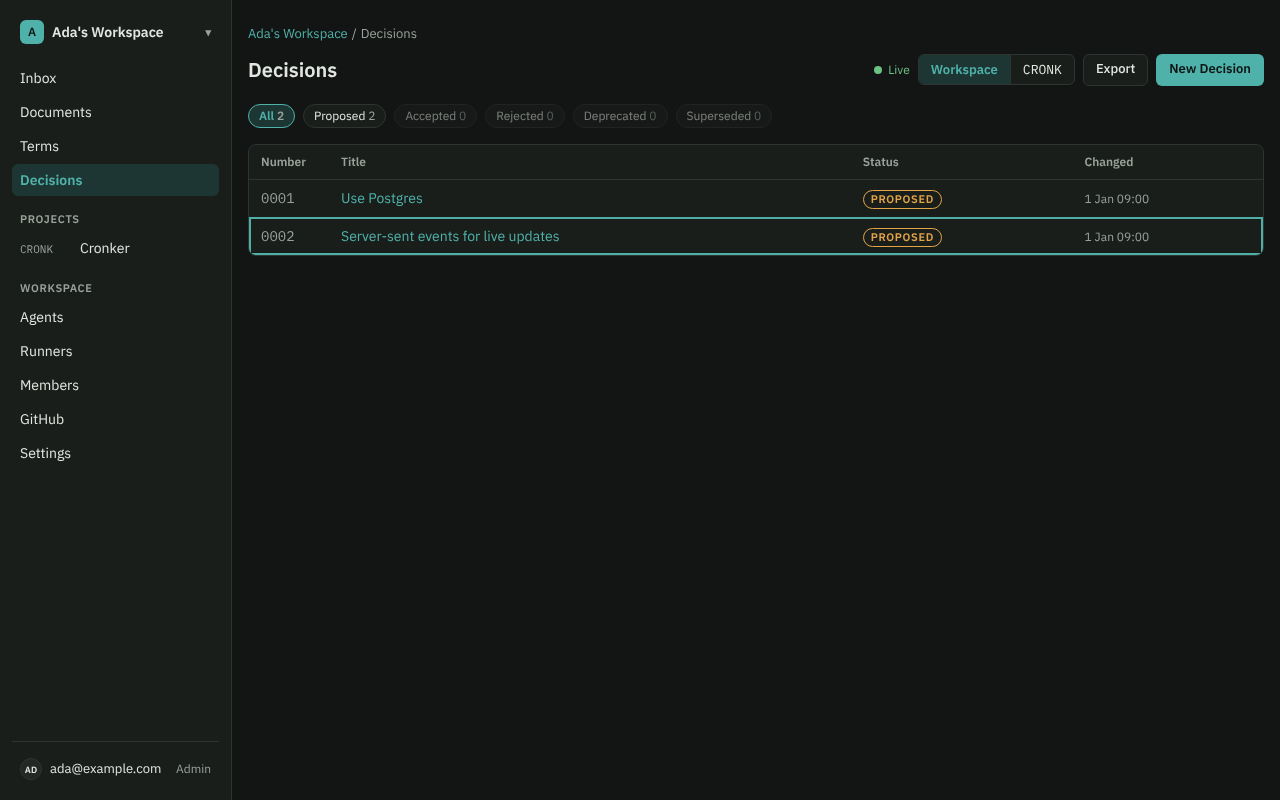 A Ada's Workspace ▾
Inbox
Documents
Terms
Decisions
PROJECTS
CRONK Cronker
WORKSPACE
Agents
Runners
Members
GitHub
Settings
AD ada@example.com Admin
Ada's Workspace / Decisions
Decisions
Live Workspace CRONK Export New Decision
All 2 Proposed 2 Accepted 0 Rejected 0 Deprecated 0 Superseded 0
Number Title Status Changed
0001 Use Postgres PROPOSED 1 Jan 09:00
0002 Server-sent events for live updates PROPOSED 1 Jan 09:00